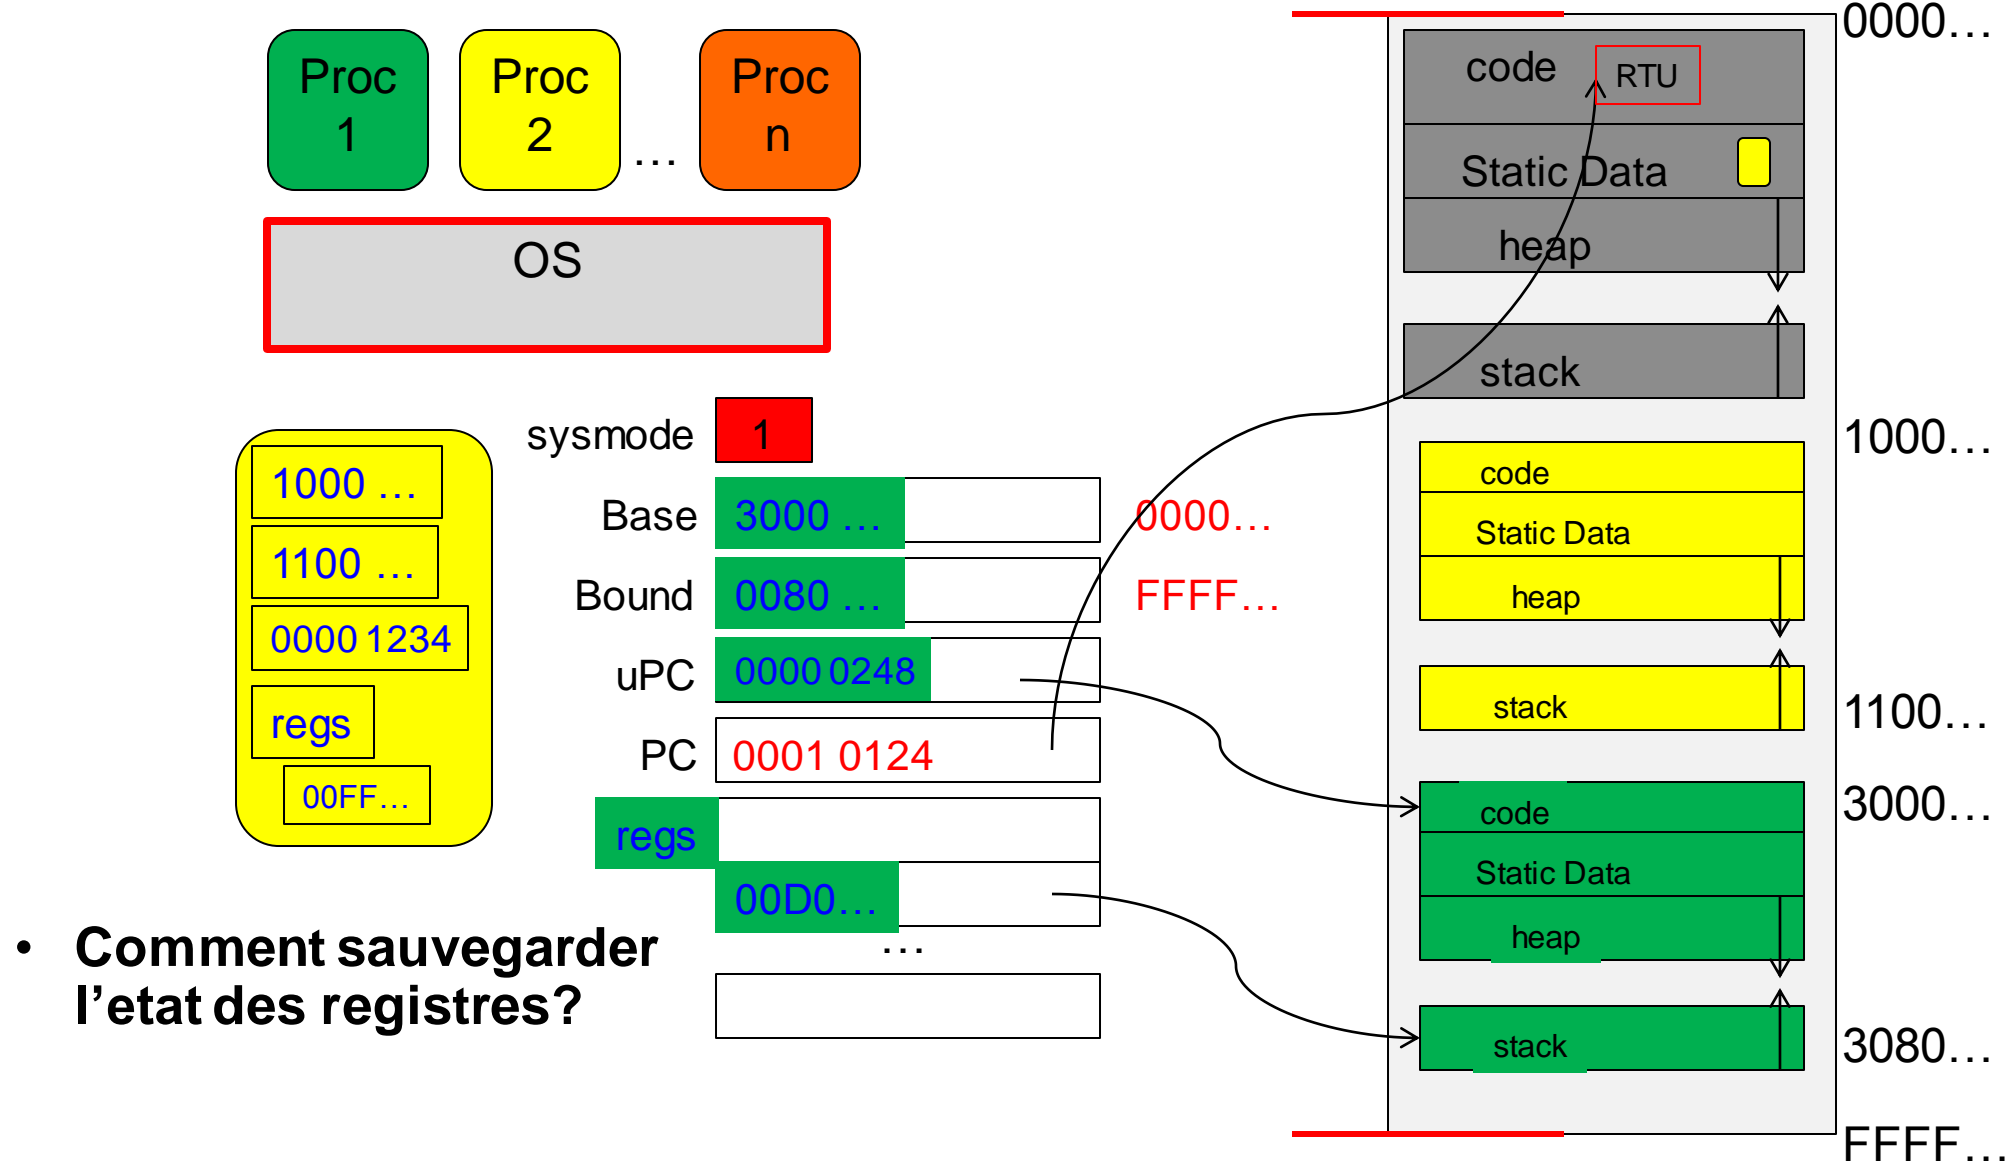 Proc
1
Proc
2
…
Proc
n
OS
sysmode
1
Base
3000 …
0000…
Bound
0080 …
FFFF…
uPC
0000 0248
PC
0001 0124
regs
00D0…
…
1000 …
1100 …
0000 1234
regs
00FF…
• Comment sauvegarder
l’etat des registres?
0000…
code
RTU
Static Data
heap
stack
1000…
code
Static Data
heap
stack
1100…
3000…
code
Static Data
heap
stack
3080…
FFFF…